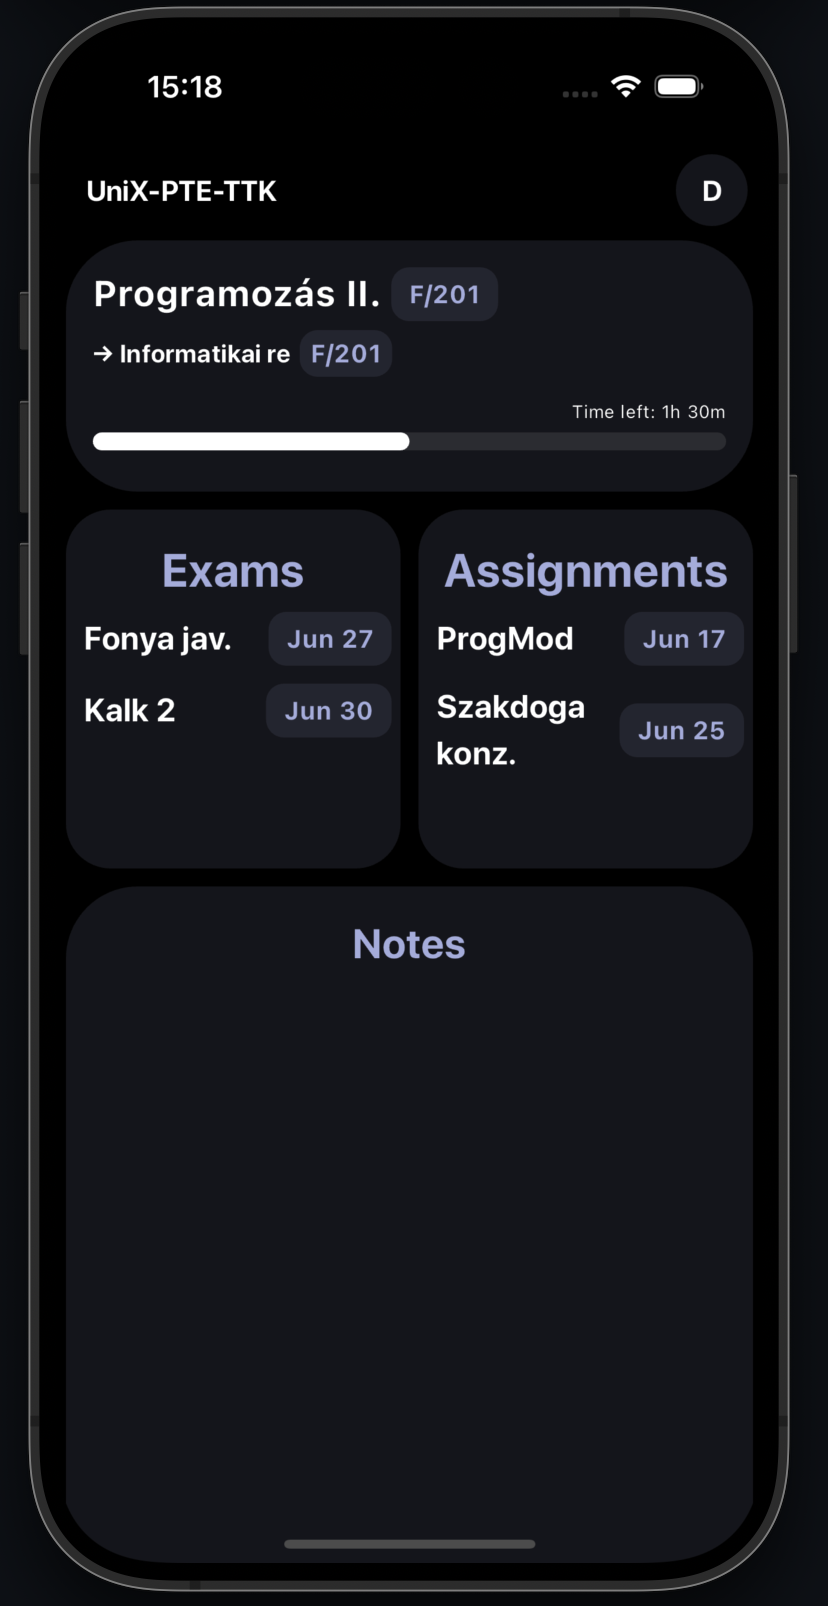 15:18
UniX-PTE-TTK
D
Programozás II. F/201
→ Informatikai re F/201
Time left: 1h 30m
Exams
Fonya jav. Jun 27
Kalk 2 Jun 30
Assignments
ProgMod Jun 17
Szakdoga
konz. Jun 25
Notes